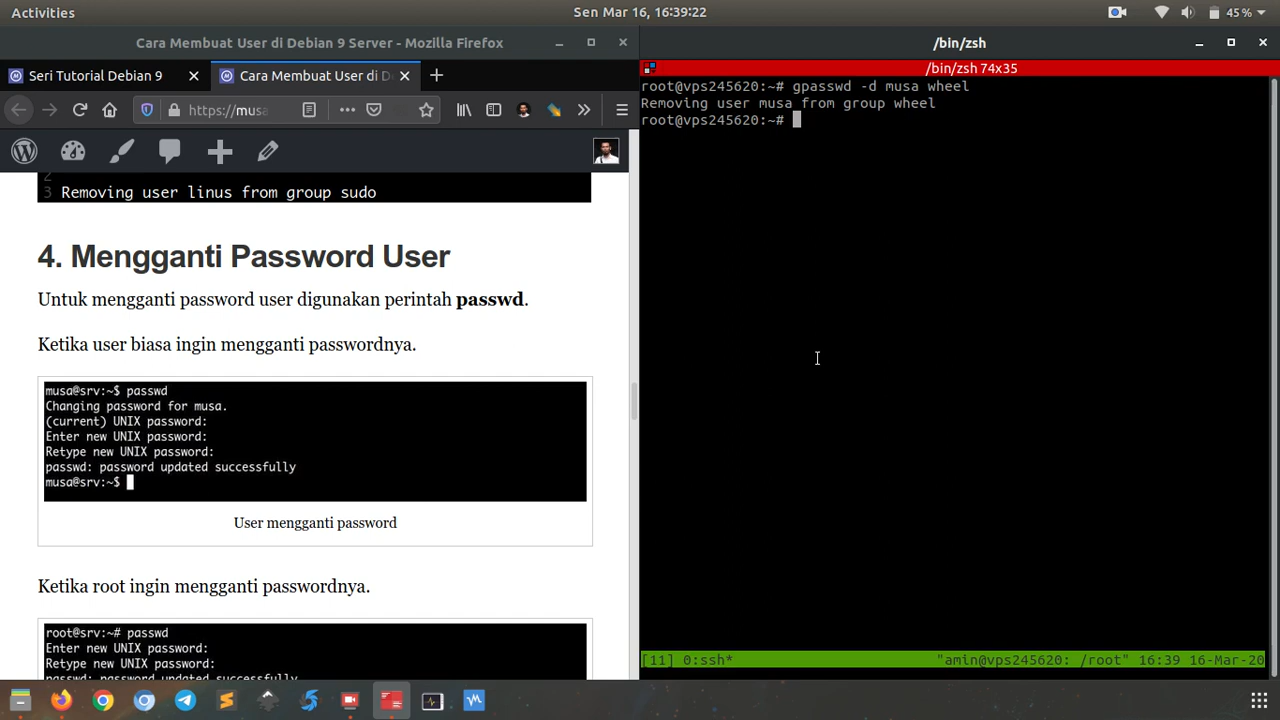 Activities
Sen Mar 16, 16:39:22
45%
Cara Membuat User di Debian 9 Server - Mozilla Firefox
/bin/zsh
Seri Tutorial Debian 9
Cara Membuat User di D
/bin/zsh 74x35
https://musa
root@vps245620:~# gpasswd -d musa wheel
Removing user musa from group wheel
root@vps245620:~#
2
3 Removing user linus from group sudo
4. Mengganti Password User
Untuk mengganti password user digunakan perintah passwd.
Ketika user biasa ingin mengganti passwordnya.
musa@srv:~$ passwd
Changing password for musa.
(current) UNIX password:
Enter new UNIX password:
Retype new UNIX password:
passwd: password updated successfully
musa@srv:~$
User mengganti password
Ketika root ingin mengganti passwordnya.
root@srv:~# passwd
Enter new UNIX password:
Retype new UNIX password:
passwd: password updated successfully
[11] 0:ssh*
"amin@vps245620: /root" 16:39 16-Mar-20